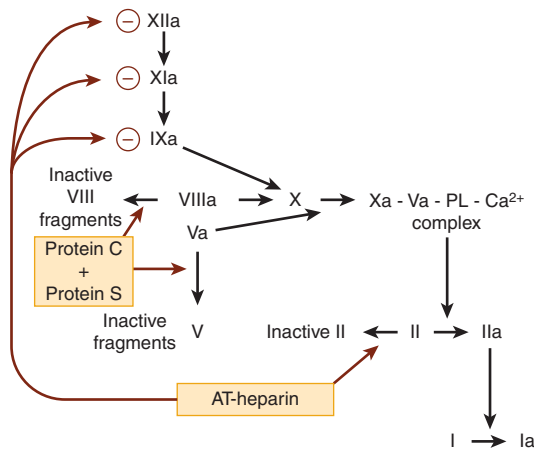 − XIIa
− XIa
− IXa
Inactive
VIII
fragments
VIIIa
X
Xa - Va - PL - Ca²⁺
complex
Va
Protein C
+
Protein S
Inactive
fragments
V
Inactive II
II
IIa
AT-heparin
I
Ia